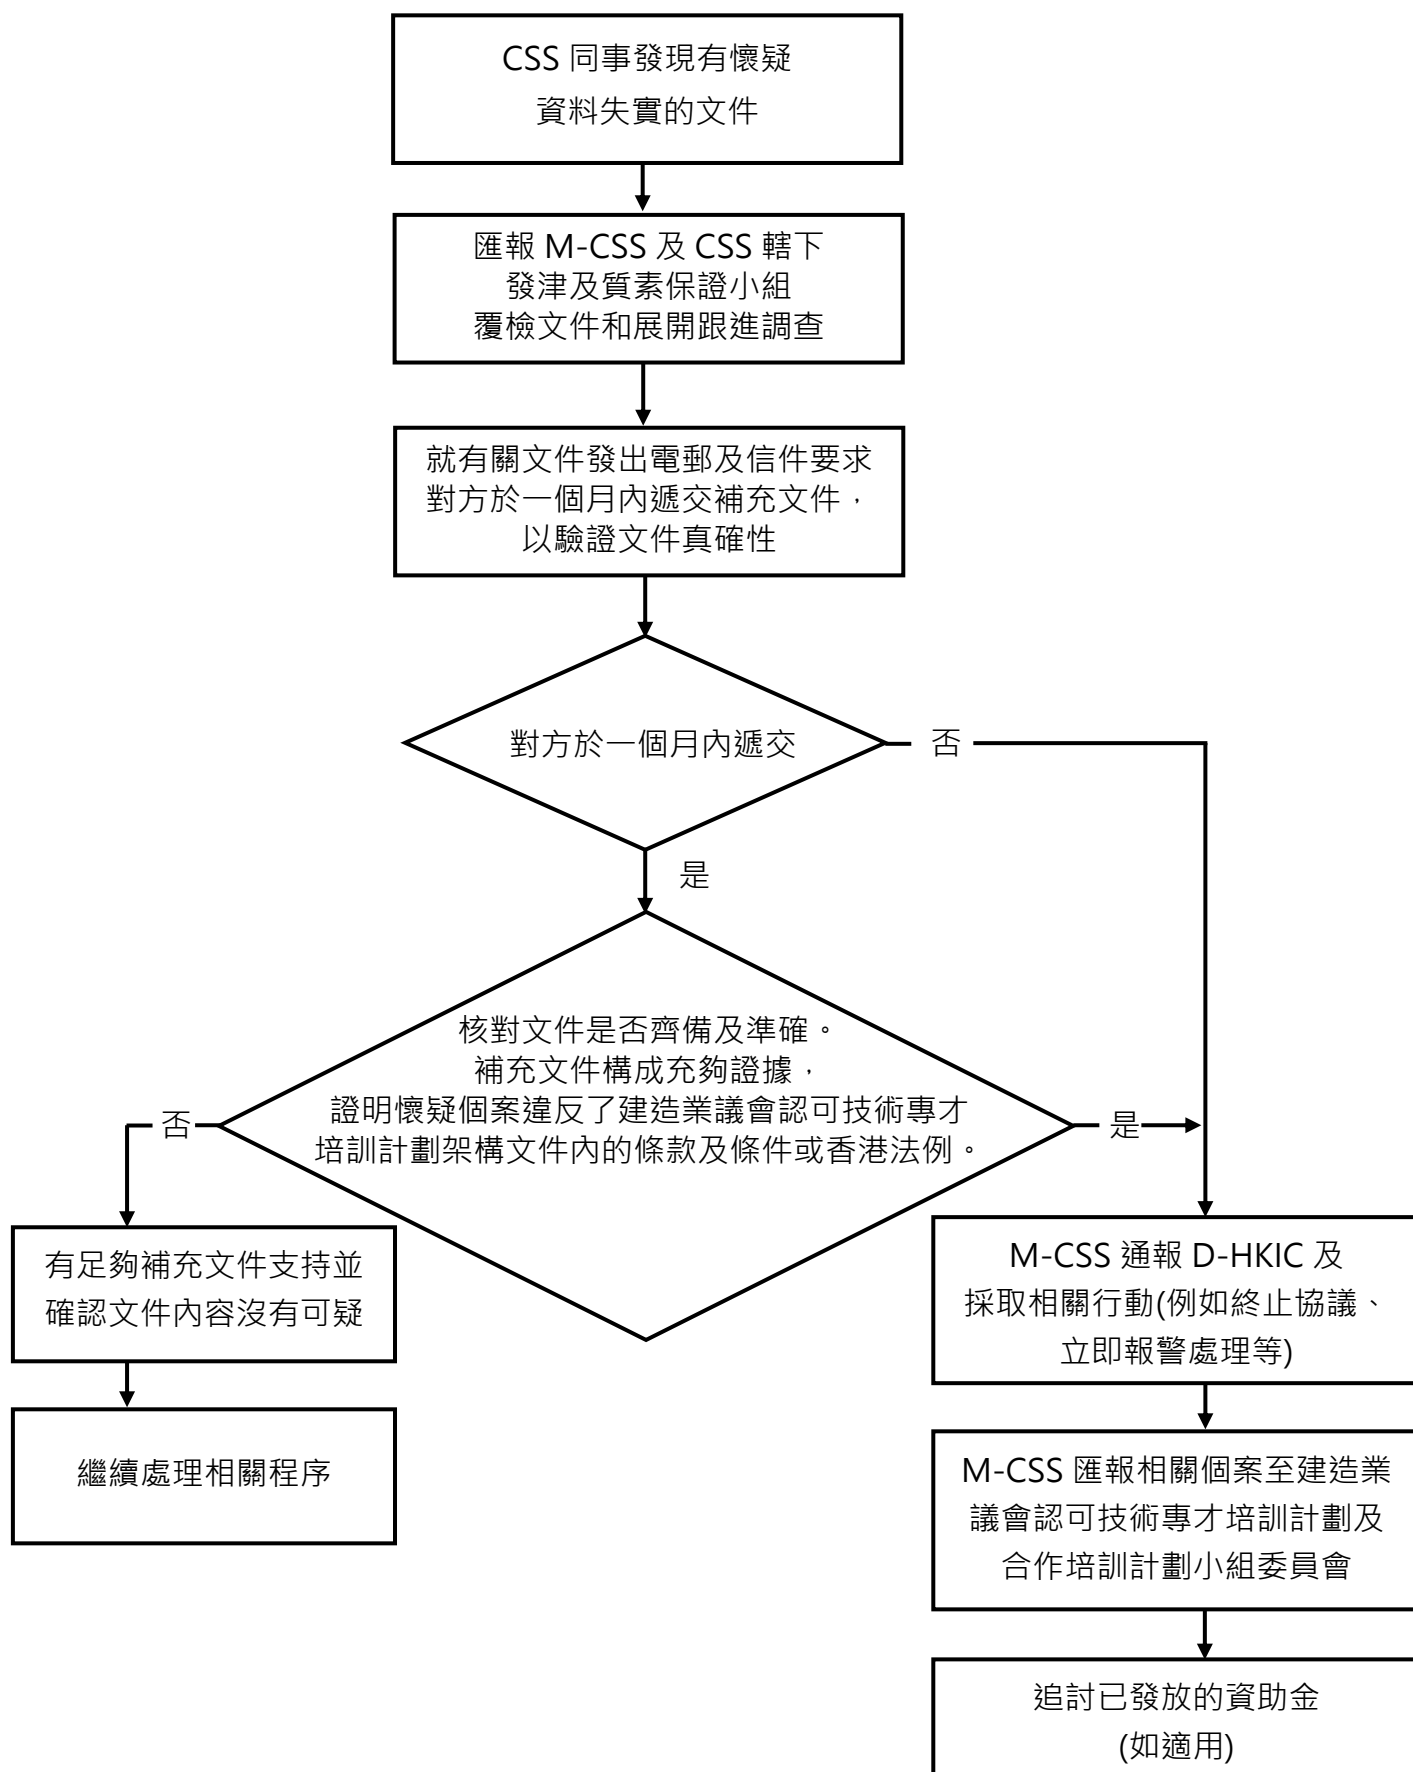 CSS 同事發現有懷疑
資料失實的文件
匯報 M-CSS 及 CSS 轄下
發津及質素保證小組
覆檢文件和展開跟進調查
就有關文件發出電郵及信件要求
對方於一個月內遞交補充文件，
以驗證文件真確性
對方於一個月內遞交
否
是
核對文件是否齊備及準確。
補充文件構成充夠證據，
證明懷疑個案違反了建造業議會認可技術專才
培訓計劃架構文件內的條款及條件或香港法例。
否
是
有足夠補充文件支持並
確認文件內容沒有可疑
繼續處理相關程序
M-CSS 通報 D-HKIC 及
採取相關行動(例如終止協議、
立即報警處理等)
M-CSS 匯報相關個案至建造業
議會認可技術專才培訓計劃及
合作培訓計劃小組委員會
追討已發放的資助金
(如適用)